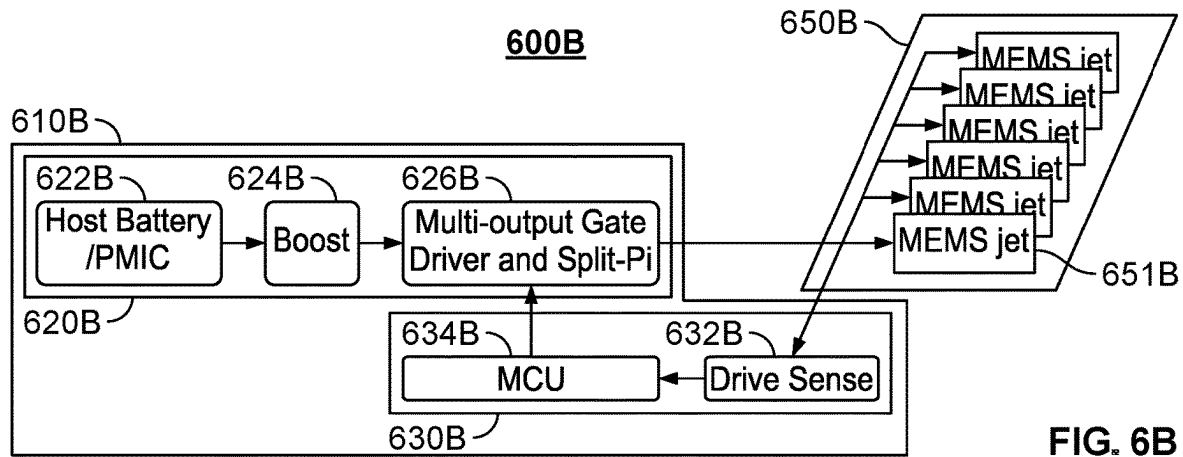 600B
650B
MEMS jet
MEMS jet
MEMS jet
MEMS jet
MEMS jet
MEMS jet
651B
610B
622B
624B
626B
Host Battery
/PMIC
Boost
Multi-output Gate
Driver and Split-Pi
620B
634B
632B
MCU
Drive Sense
630B
FIG. 6B